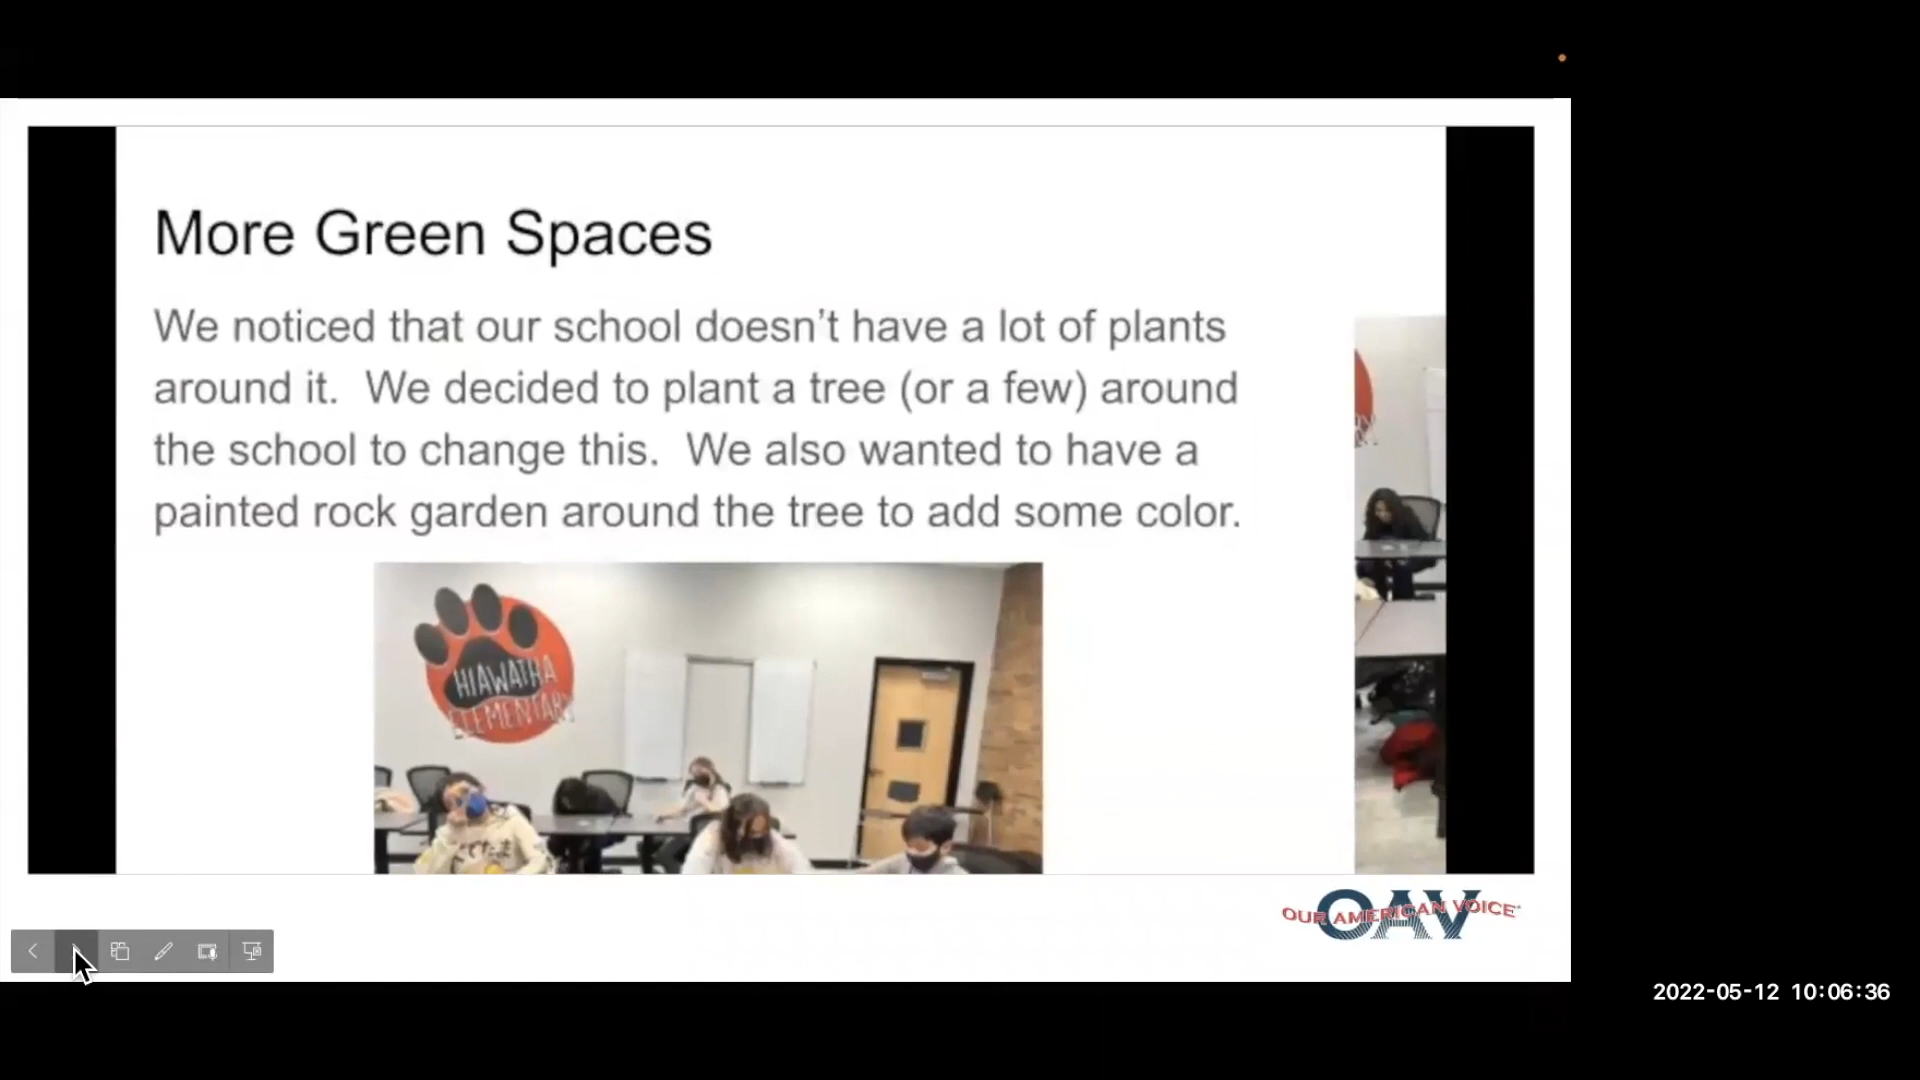 More Green Spaces
We noticed that our school doesn't have a lot of plants
around it.  We decided to plant a tree (or a few) around
the school to change this.  We also wanted to have a
painted rock garden around the tree to add some color.
HIAWATHA
ELEMENTARY
OAV
OUR AMERICAN VOICE
2022-05-12 10:06:36